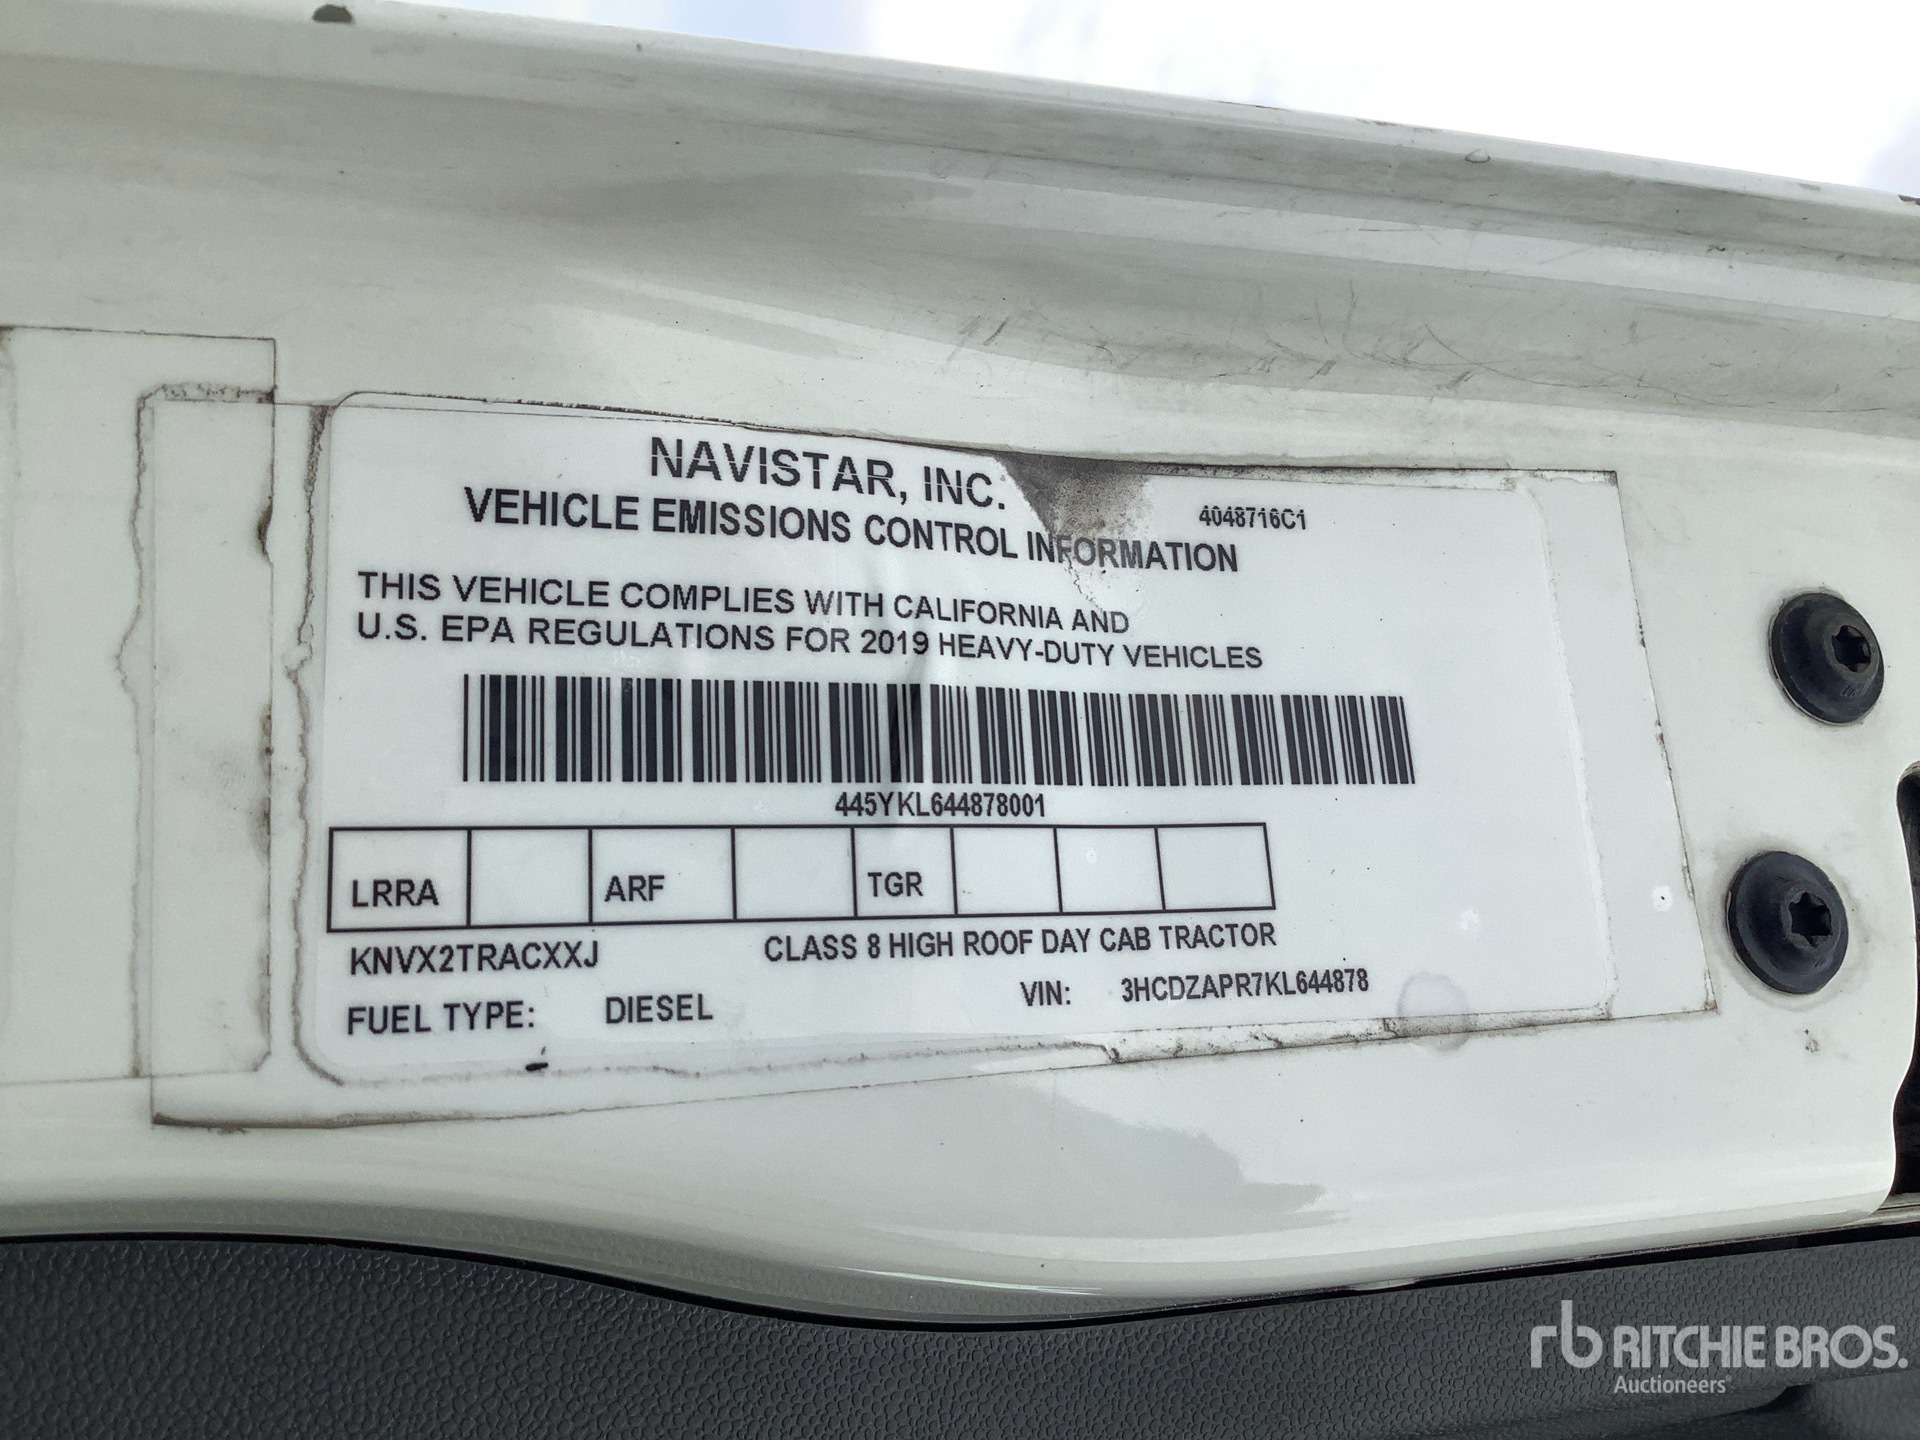 NAVISTAR, INC.
4048716C1
VEHICLE EMISSIONS CONTROL INFORMATION
THIS VEHICLE COMPLIES WITH CALIFORNIA AND
U.S. EPA REGULATIONS FOR 2019 HEAVY-DUTY VEHICLES
445YKL644878001
LRRA ARF TGR
KNVX2TRACXXJ CLASS 8 HIGH ROOF DAY CAB TRACTOR
FUEL TYPE: DIESEL VIN: 3HCDZAPR7KL644878
rb RITCHIE BROS.
Auctioneers